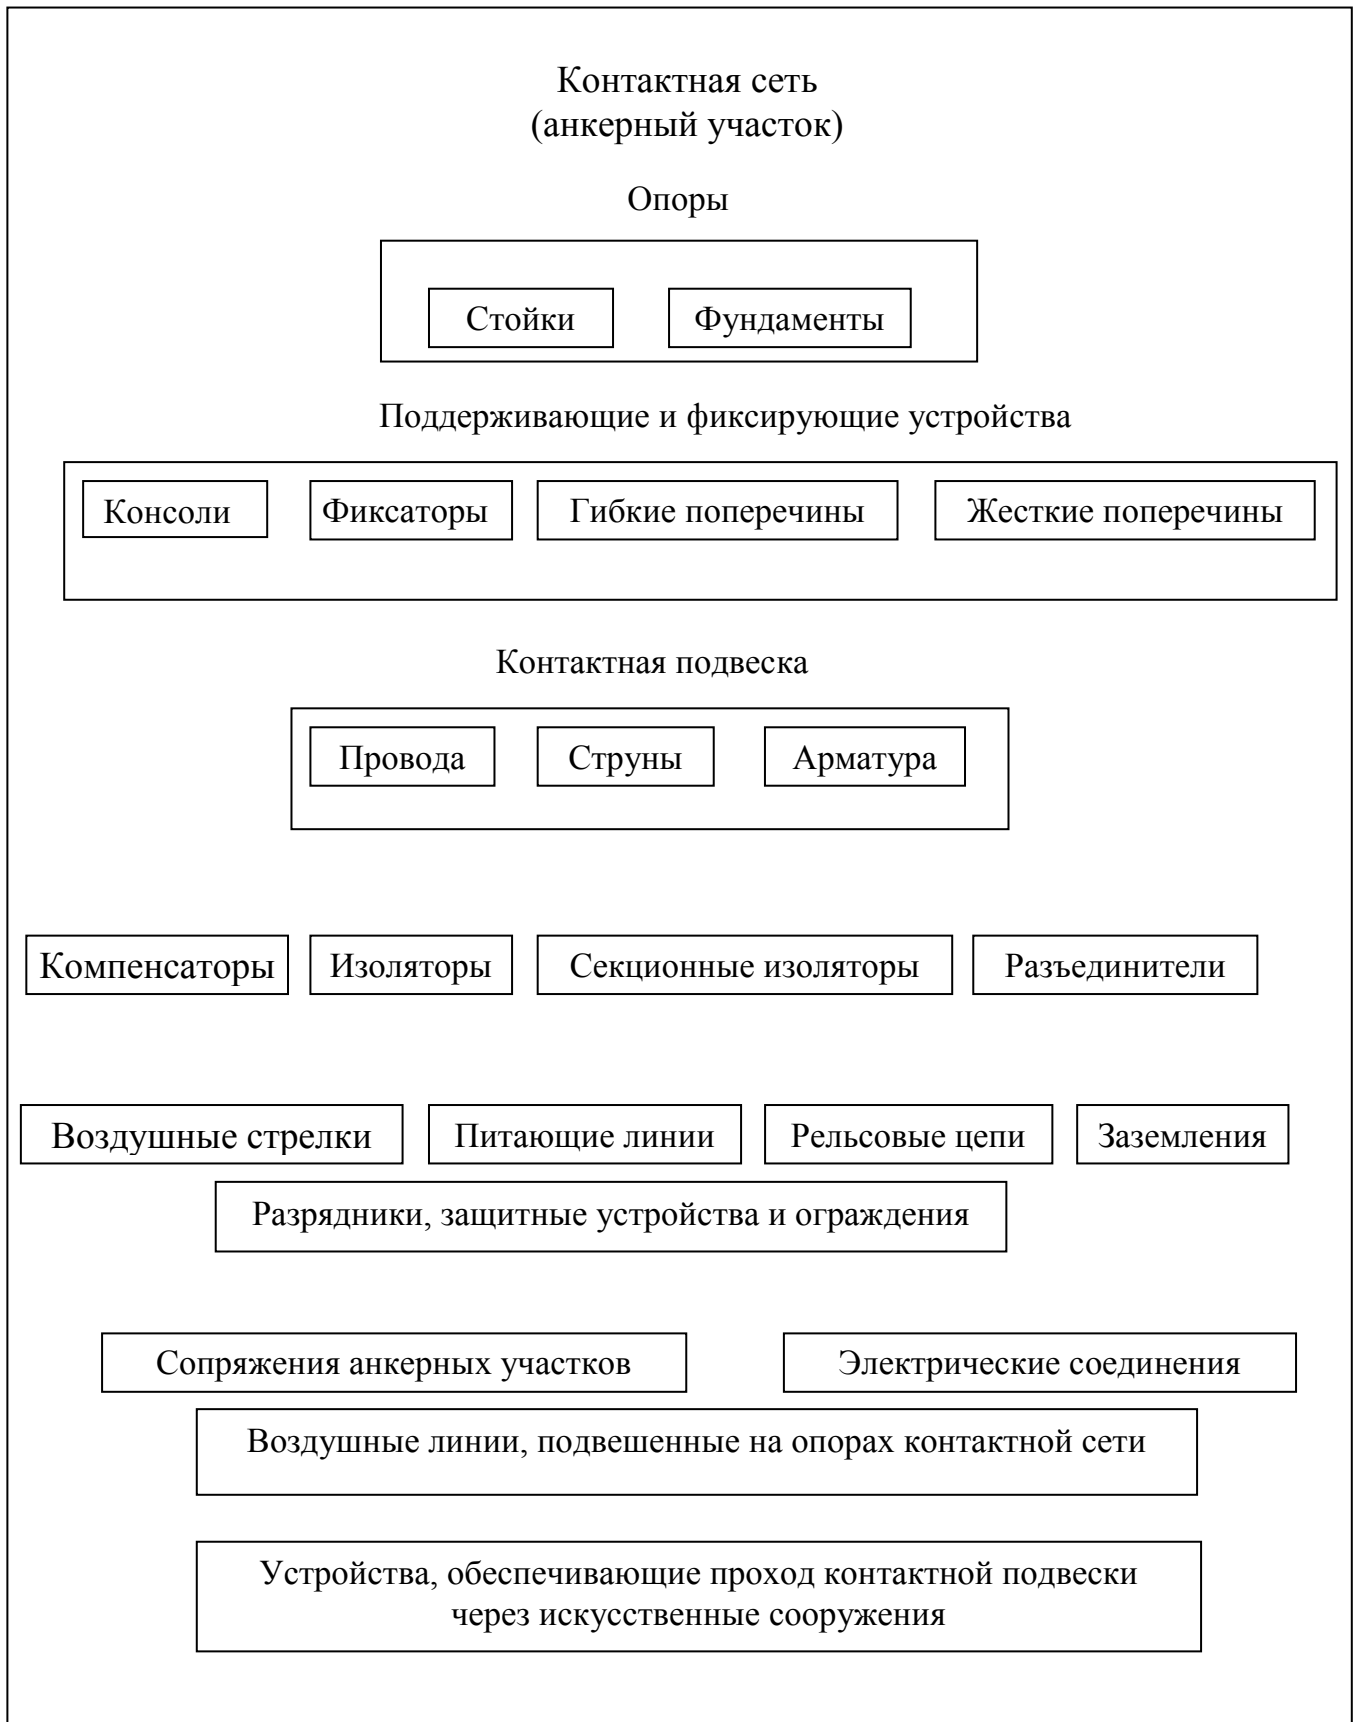 Контактная сеть
(анкерный участок)
Опоры
Стойки
Фундаменты
Поддерживающие и фиксирующие устройства
Консоли
Фиксаторы
Гибкие поперечины
Жесткие поперечины
Контактная подвеска
Провода
Струны
Арматура
Компенсаторы
Изоляторы
Секционные изоляторы
Разъединители
Воздушные стрелки
Питающие линии
Рельсовые цепи
Заземления
Разрядники, защитные устройства и ограждения
Сопряжения анкерных участков
Электрические соединения
Воздушные линии, подвешенные на опорах контактной сети
Устройства, обеспечивающие проход контактной подвески
через искусственные сооружения